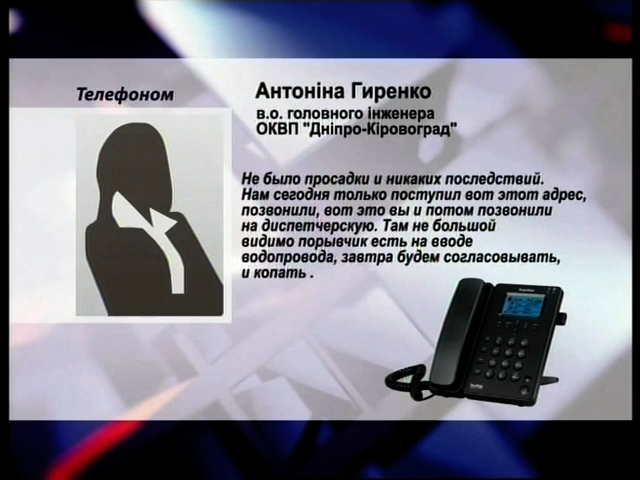 Телефоном
Антоніна Гиренко
в.о. головного інженера
ОКВП "Дніпро-Кіровоград"
Не было просадки и никаких последствий.
Нам сегодня только поступил вот этот адрес,
позвонили, вот это вы и потом позвонили
на диспетчерскую. Там не большой
видимо порывчик есть на вводе
водопровода, завтра будем согласовывать,
и копать .